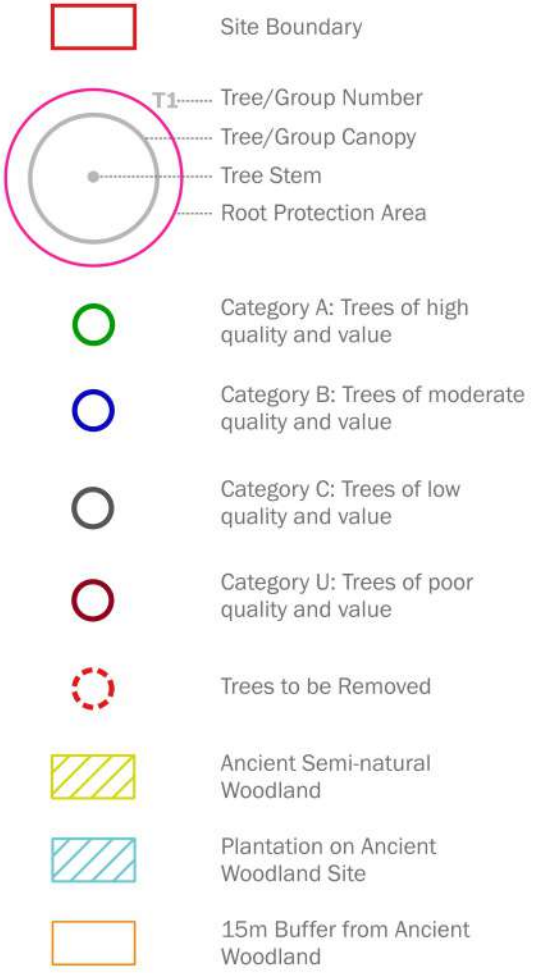 Site Boundary
T1
Tree/Group Number
Tree/Group Canopy
Tree Stem
Root Protection Area
Category A: Trees of high
quality and value
Category B: Trees of moderate
quality and value
Category C: Trees of low
quality and value
Category U: Trees of poor
quality and value
Trees to be Removed
Ancient Semi-natural
Woodland
Plantation on Ancient
Woodland Site
15m Buffer from Ancient
Woodland